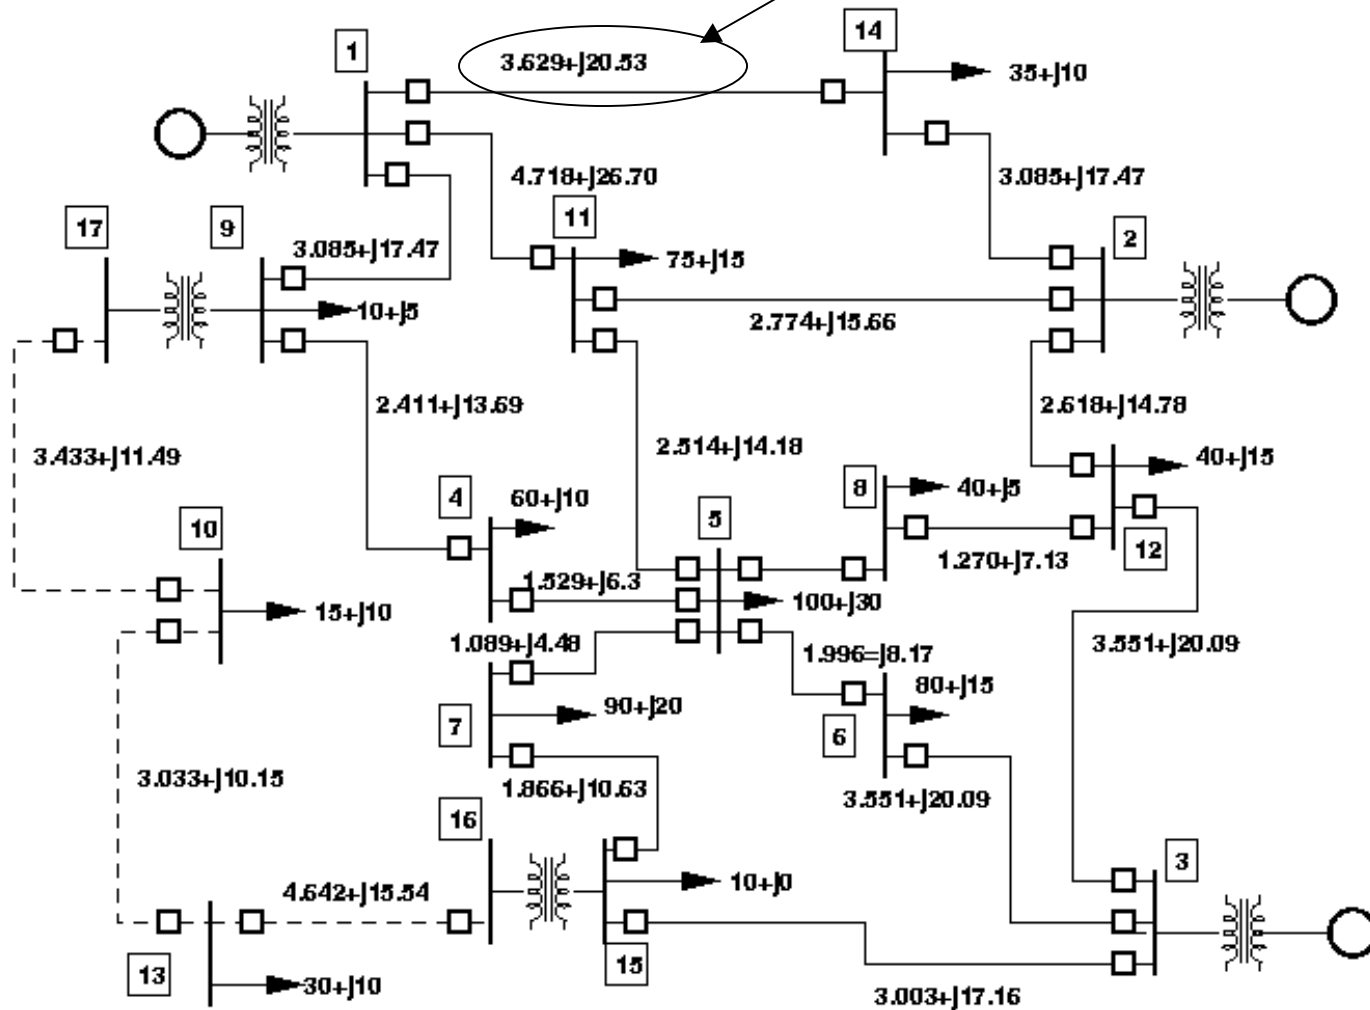 1
14
3.629+j20.53
35+j10
4.718+j26.70
3.085+j17.47
17
9
11
2
3.085+j17.47
75+j15
10+j5
2.774+j15.66
2.411+j13.69
2.618+j14.78
3.433+j11.49
2.514+j14.18
40+j15
4
60+j10
5
8
40+j5
10
12
1.270+j7.13
1.529+j6.3
100+j30
15+j10
1.089+j4.48
1.996=j8.17
3.551+j20.09
80+j15
7
90+j20
6
3.033+j10.15
1.866+j10.63
3.551+j20.09
16
3
4.642+j15.54
10+j0
13
30+j10
15
3.003+j17.16